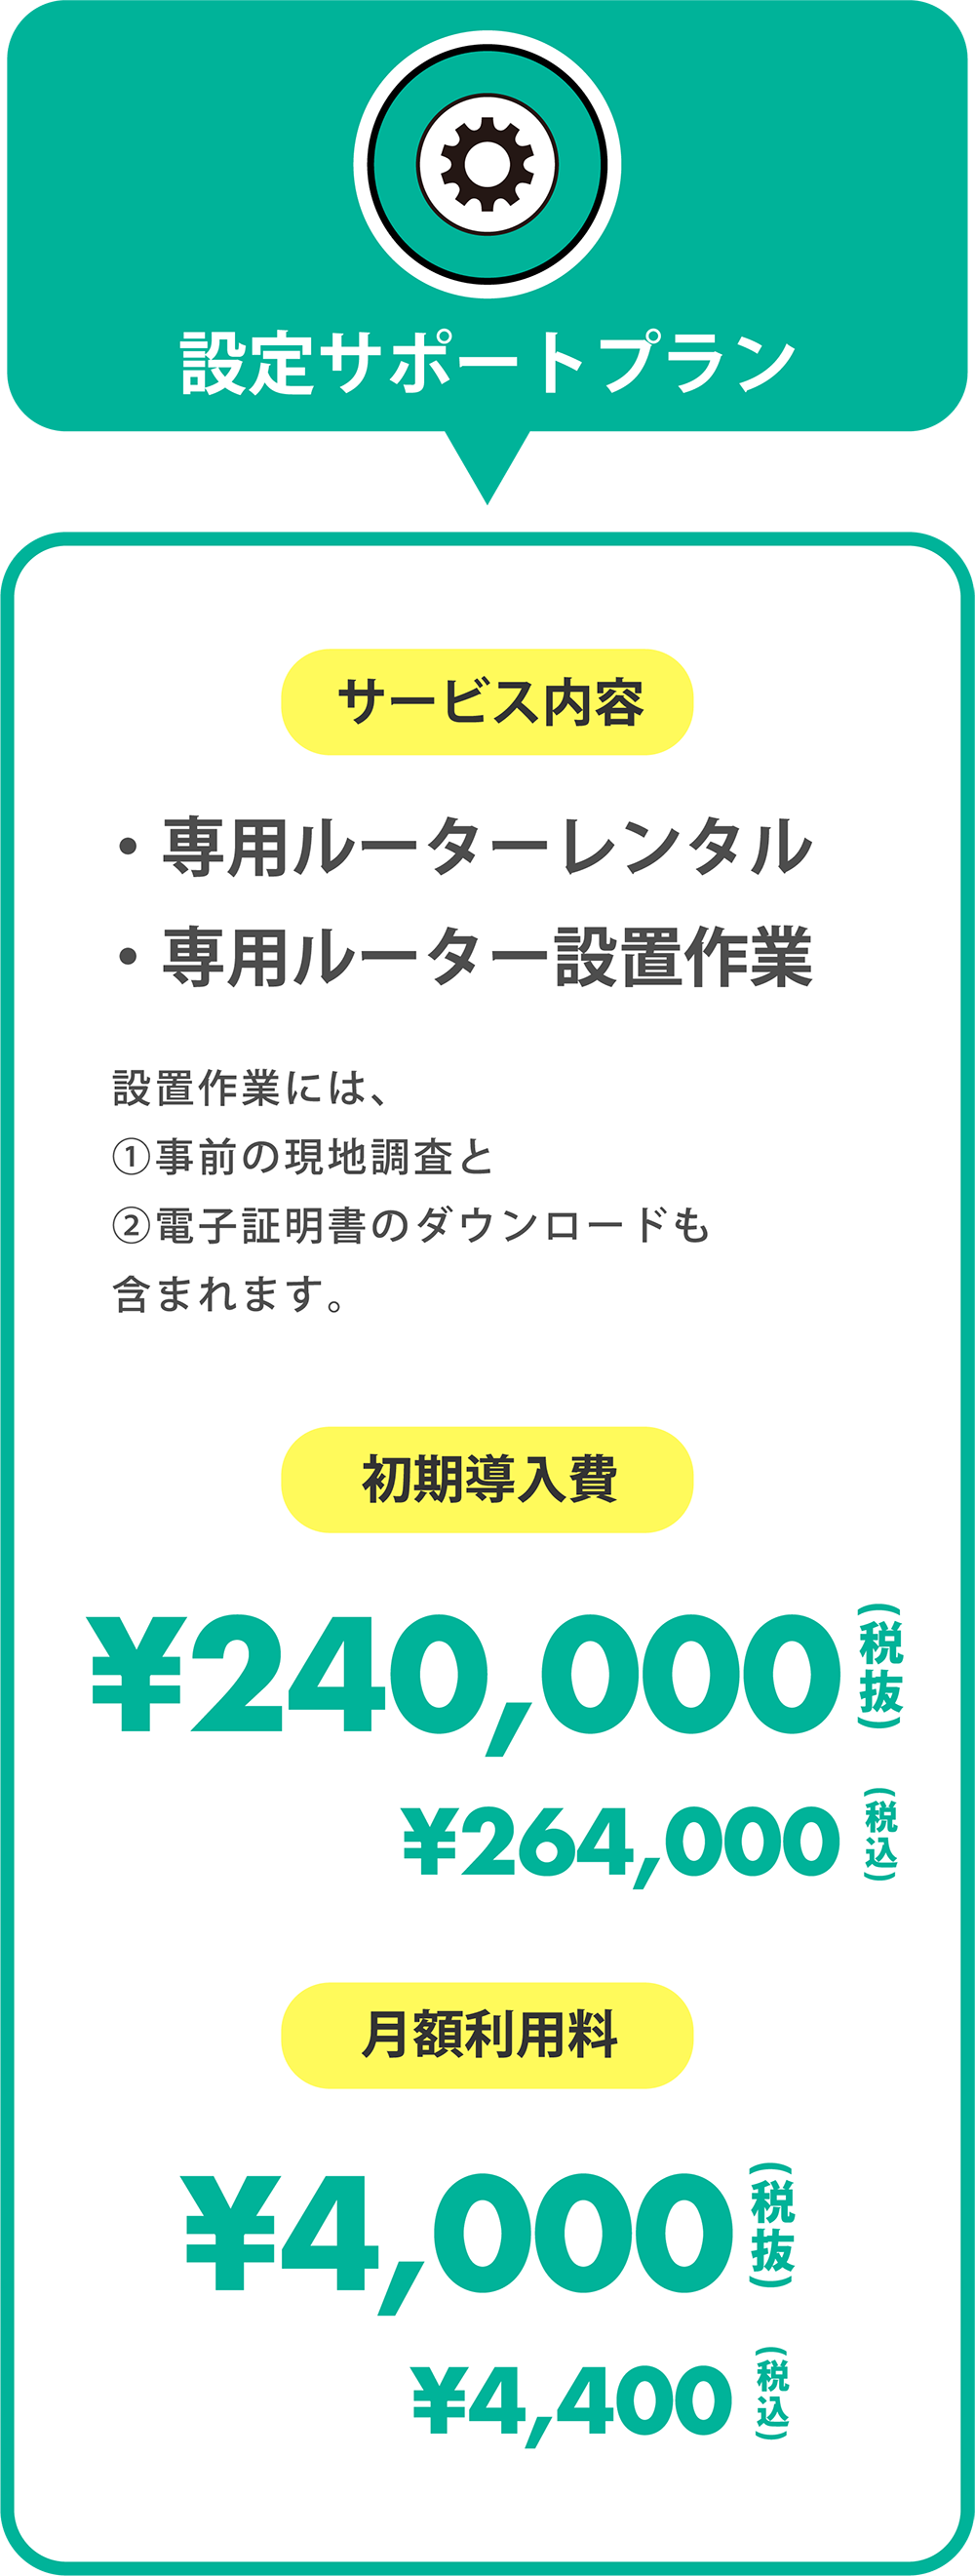 設定サポートプラン
サービス内容
・専用ルーターレンタル
・専用ルーター設置作業
設置作業には、
①事前の現地調査と
②電子証明書のダウンロードも
含まれます。
初期導入費
¥240,000(税抜)
¥264,000(税込)
月額利用料
¥4,000(税抜)
¥4,400(税込)